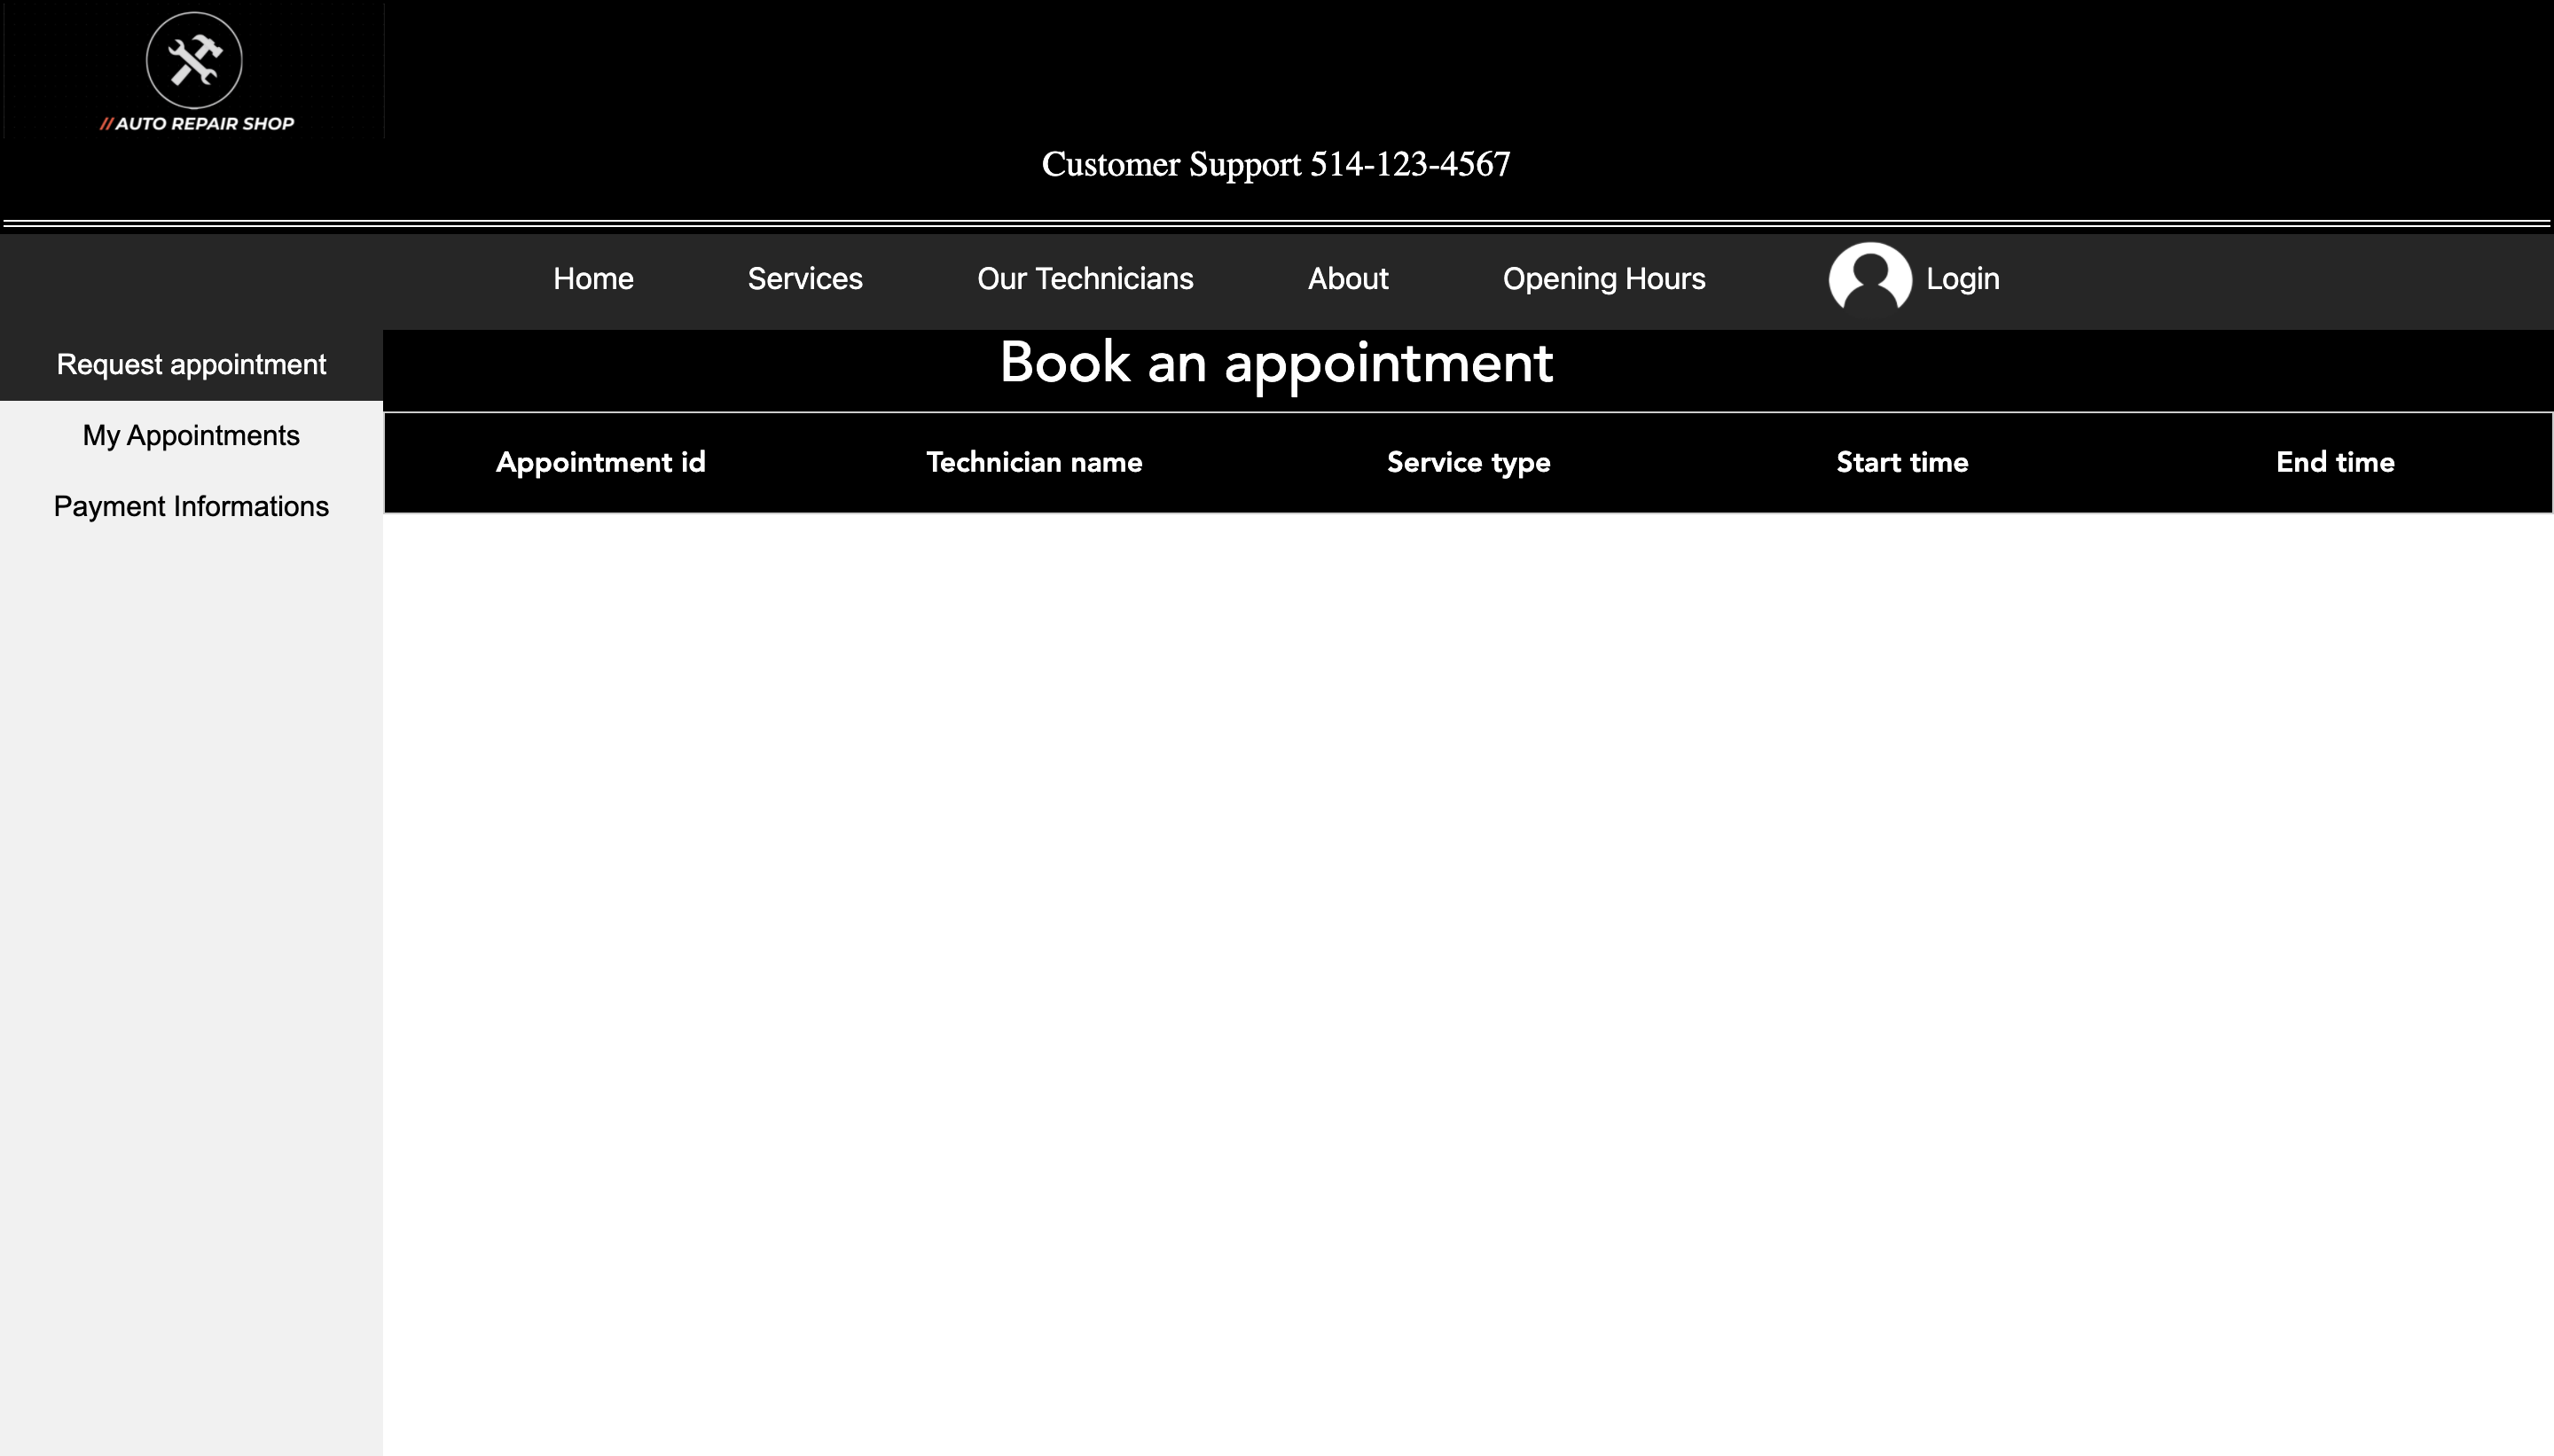 //AUTO REPAIR SHOP
Customer Support 514-123-4567
Home Services Our Technicians About Opening Hours Login
Request appointment
My Appointments
Payment Informations
Book an appointment
Appointment id Technician name Service type Start time End time